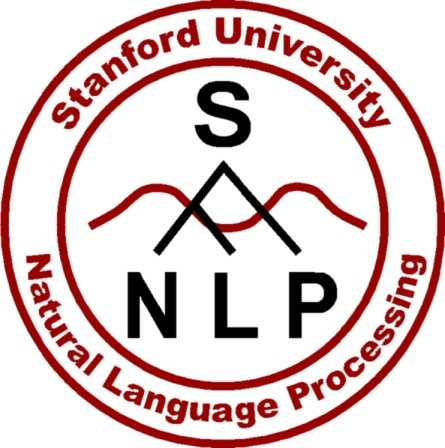 Stanford University
S
N L P
Natural Language Processing